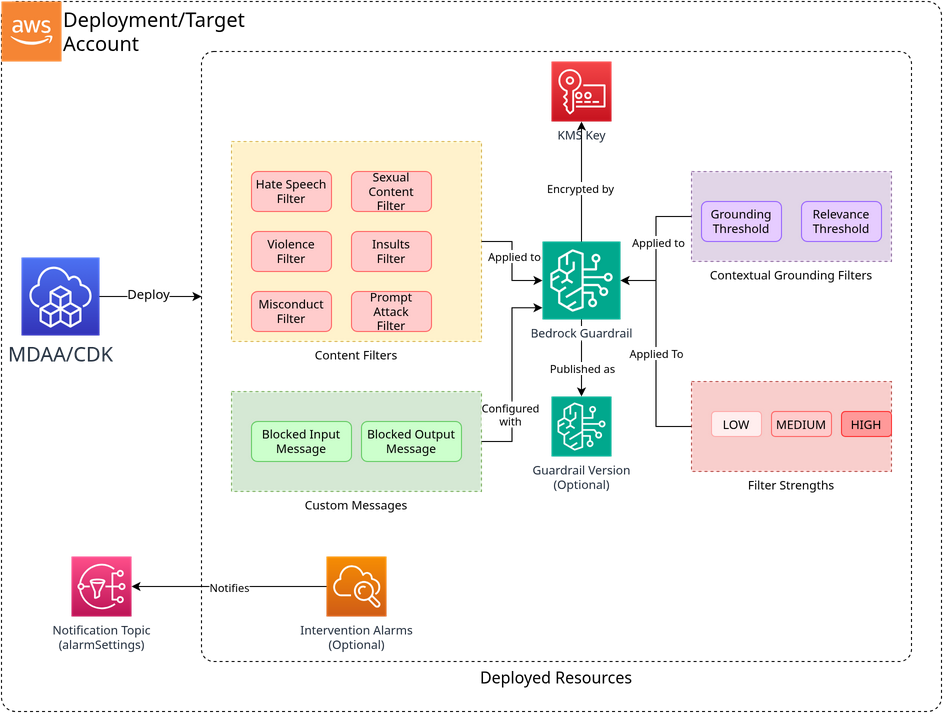 aws
Deployment/Target
Account
KMS Key
Encrypted by
Hate Speech
Filter
Sexual
Content
Filter
Violence
Filter
Insults
Filter
Misconduct
Filter
Prompt
Attack
Filter
Content Filters
Applied to
Grounding
Threshold
Relevance
Threshold
Contextual Grounding Filters
Applied to
Deploy
MDAA/CDK
Bedrock Guardrail
Applied To
Published as
Configured
with
Blocked Input
Message
Blocked Output
Message
Custom Messages
Guardrail Version
(Optional)
LOW
MEDIUM
HIGH
Filter Strengths
Notifies
Notification Topic
(alarmSettings)
Intervention Alarms
(Optional)
Deployed Resources